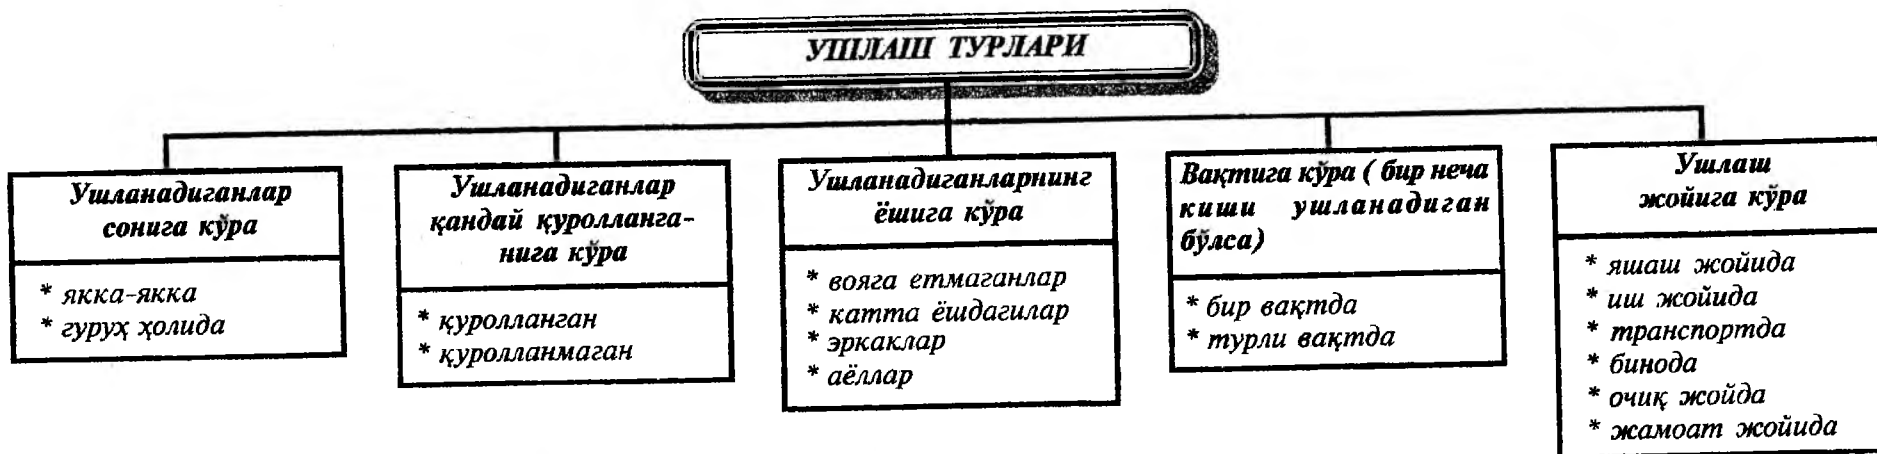 УШЛАШ ТУРЛАРИ
Ушланадиганлар
сонига кўра
* якка-якка
* гуруҳ ҳолида
Ушланадиганлар
қандай қуролланга-
нига кўра
* қуролланган
* қуролланмаган
Ушланадиганларнинг
ёшига кўра
* вояга етмаганлар
* катта ёшдагилар
* эркаклар
* аёллар
Вақтига кўра ( бир неча
киши ушланадиган
бўлса)
* бир вақтда
* турли вақтда
Ушлаш
жойига кўра
* яшаш жойида
* иш жойида
* транспортда
* бинода
* очиқ жойда
* жамоат жойида